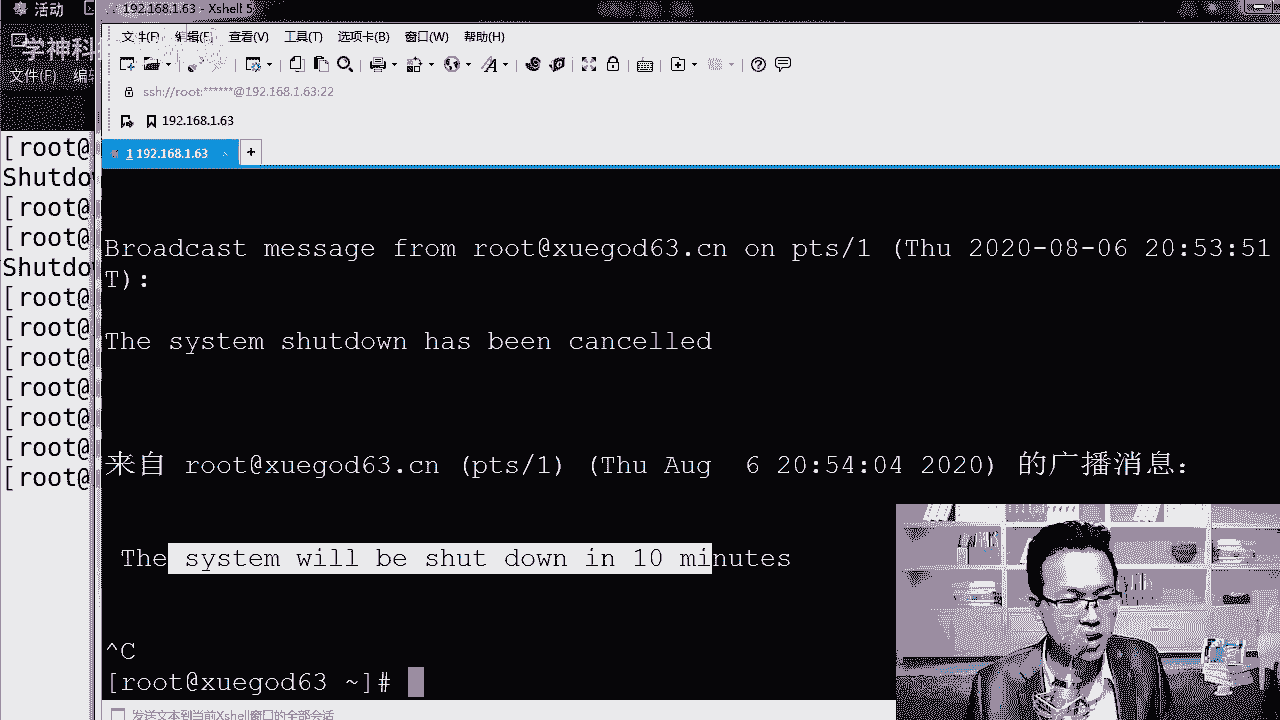 活动
192.168.1.63 - Xshell 5
学神科
文件(F) 编辑(E) 查看(V) 工具(T) 选项卡(B) 窗口(W) 帮助(H)
文件(F) 编辑
ssh://root:******@192.168.1.63:22
192.168.1.63
1 192.168.1.63 +
[root@
Shutdow
[root@
[root@
Shutdow
[root@
[root@
[root@
[root@
[root@
[root@
[root@
Broadcast message from root@xuegod63.cn on pts/1 (Thu 2020-08-06 20:53:51
T):
The system shutdown has been cancelled
来自 root@xuegod63.cn (pts/1) (Thu Aug  6 20:54:04 2020) 的广播消息:
The system will be shut down in 10 minutes
^C
[root@xuegod63 ~]#
发送文本到当前Xshell窗口的全部会话